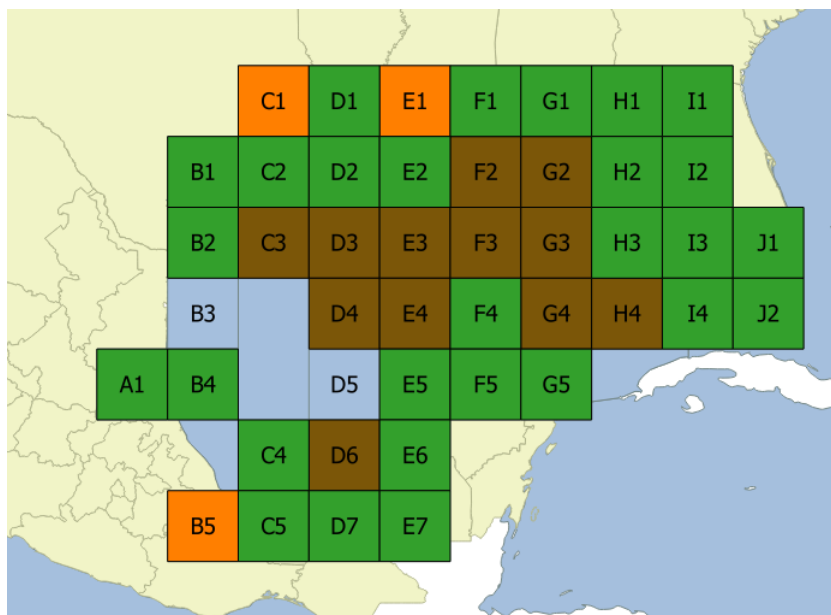 C1 D1 E1 F1 G1 H1 I1
B1 C2 D2 E2 F2 G2 H2 I2
B2 C3 D3 E3 F3 G3 H3 I3 J1
B3 D4 E4 F4 G4 H4 I4 J2
A1 B4 D5 E5 F5 G5
C4 D6 E6
B5 C5 D7 E7